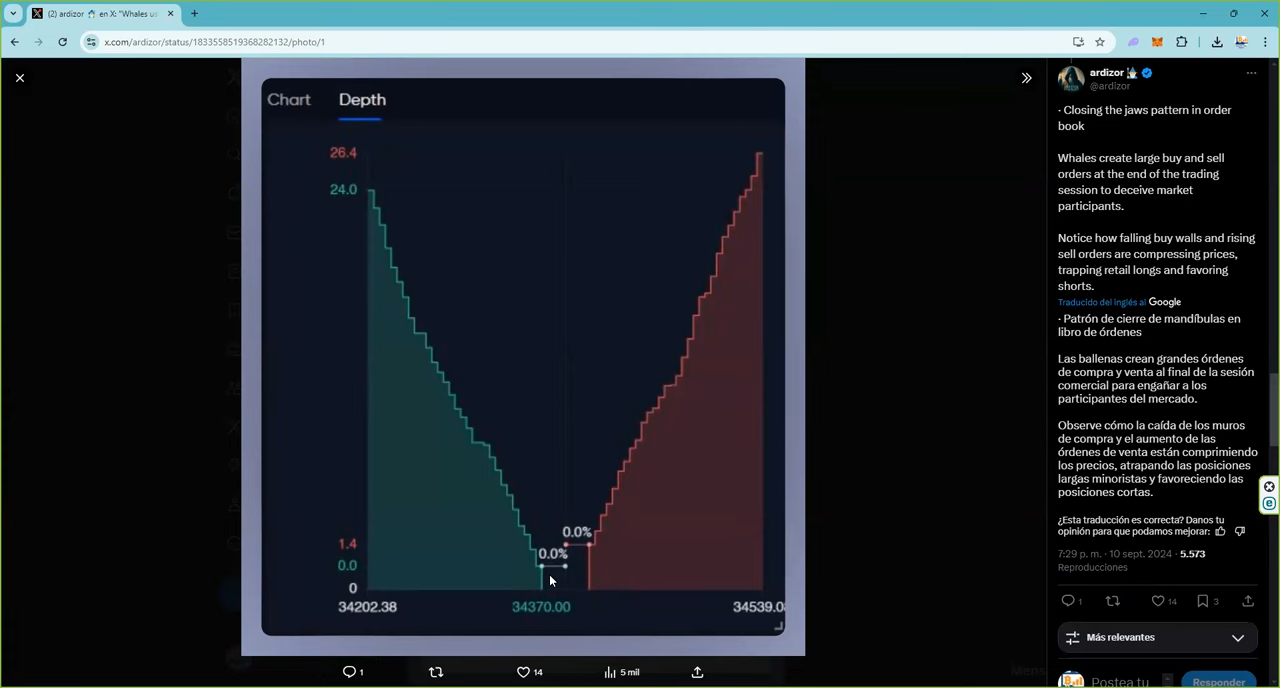 (2) ardizor 🧙🏻‍♂️ en X: "Whales us
x.com/ardizor/status/1833558519368282132/photo/1
Chart Depth
26.4
24.0
1.4
0.0
0
0.0%
0.0%
34202.38 34370.00 34539.0
1 14 5 mil
ardizor
@ardizor
· Closing the jaws pattern in order
book
Whales create large buy and sell
orders at the end of the trading
session to deceive market
participants.
Notice how falling buy walls and rising
sell orders are compressing prices,
trapping retail longs and favoring
shorts.
Traducido del inglés al Google
· Patrón de cierre de mandíbulas en
libro de órdenes
Las ballenas crean grandes órdenes
de compra y venta al final de la sesión
comercial para engañar a los
participantes del mercado.
Observe cómo la caída de los muros
de compra y el aumento de las
órdenes de venta están comprimiendo
los precios, atrapando las posiciones
largas minoristas y favoreciendo las
posiciones cortas.
¿Esta traducción es correcta? Danos tu
opinión para que podamos mejorar:
7:29 p. m. · 10 sept. 2024 · 5.573
Reproducciones
1 14 3
Más relevantes
Postea tu
Responder